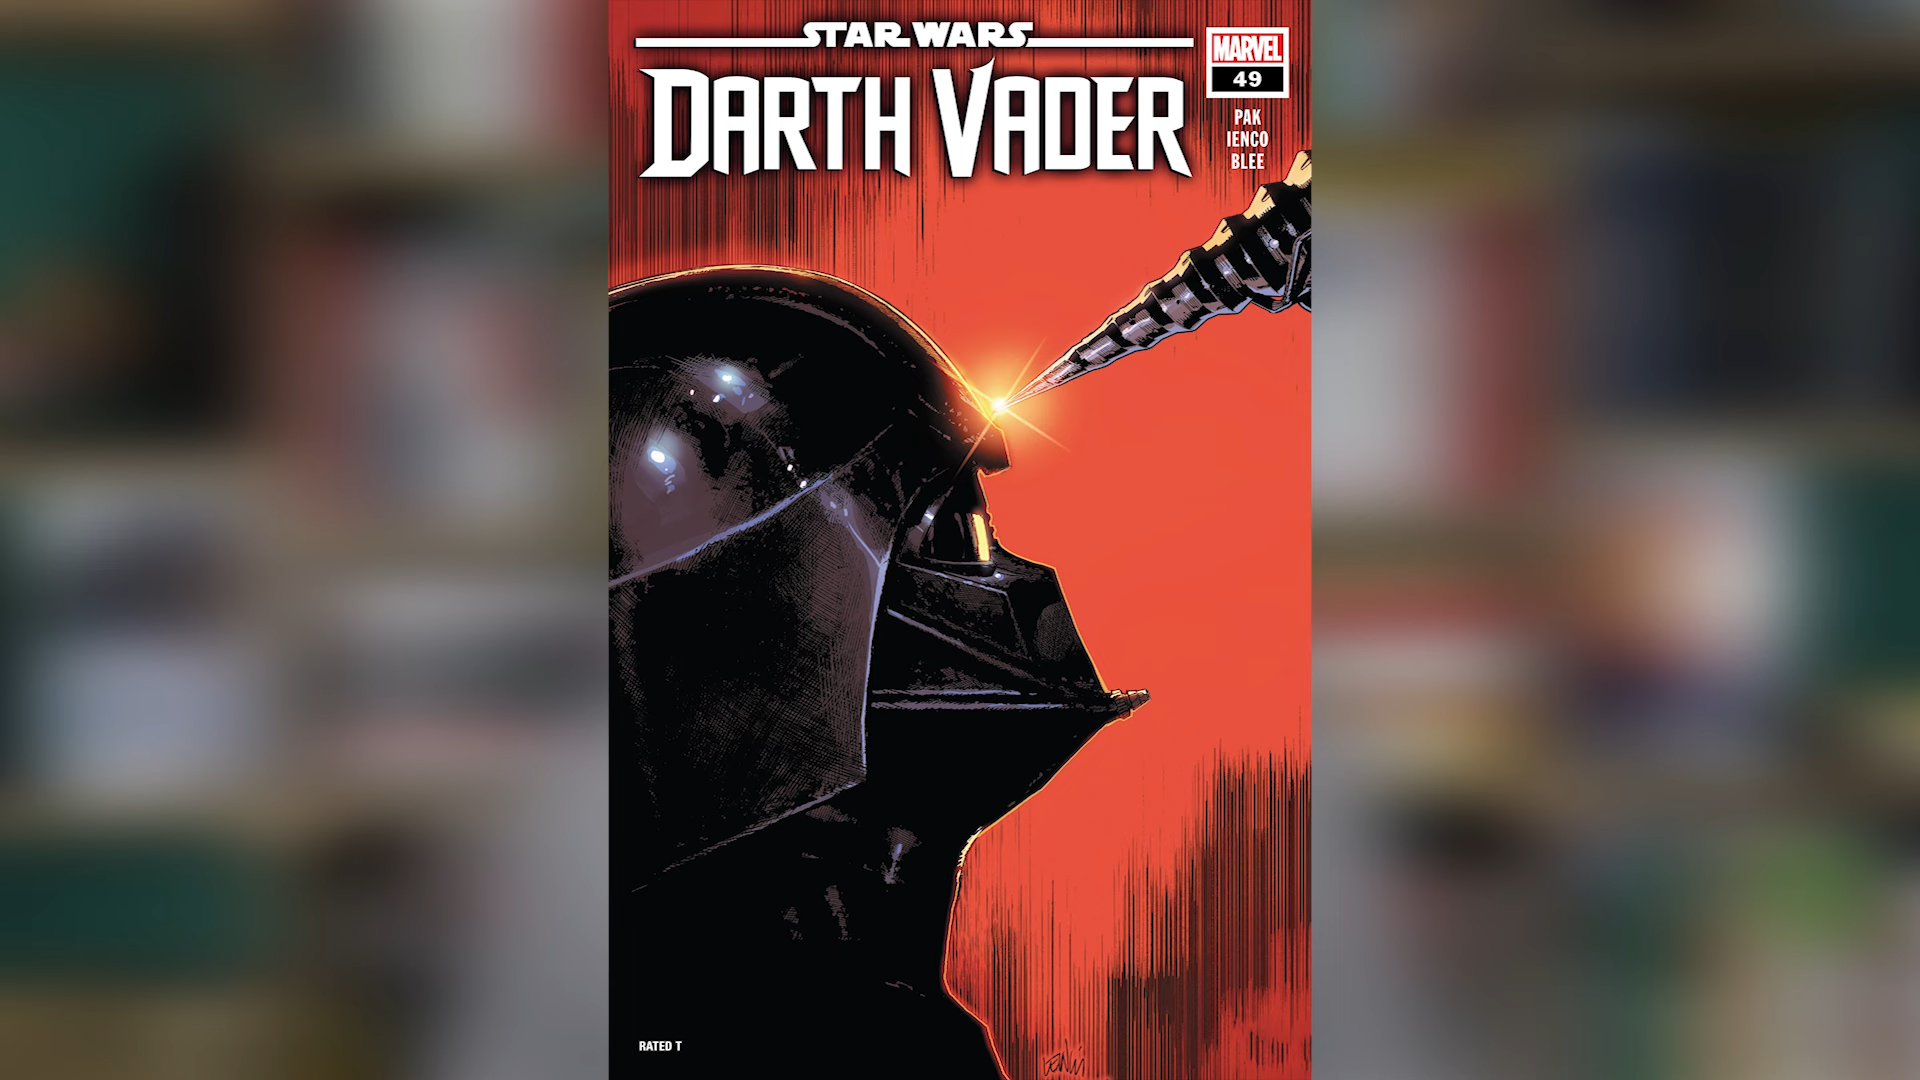 STAR WARS
DARTH VADER
MARVEL
49
PAK
IENCO
BLEE
RATED T